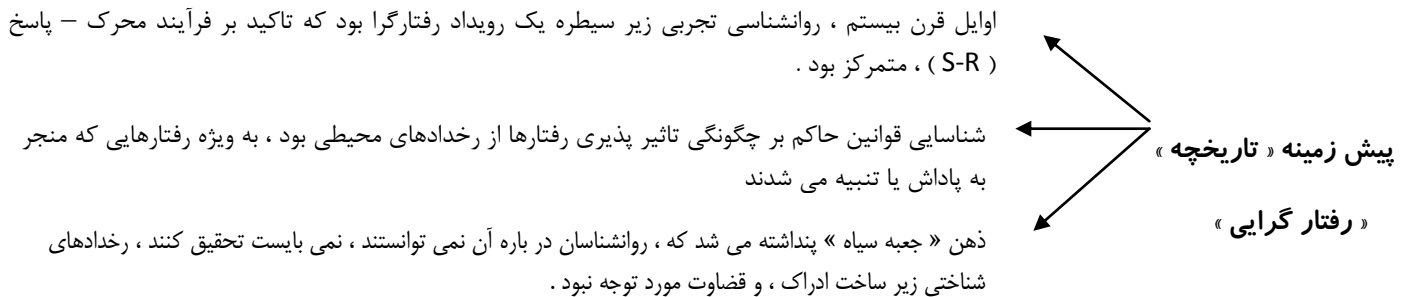 اوایل قرن بیستم ، روانشناسی تجربی زیر سیطره یک رویداد رفتارگرا بود که تاکید بر فرآیند محرک – پاسخ
( S-R ) ، متمرکز بود .
شناسایی قوانین حاکم بر چگونگی تاثیر پذیری رفتارها از رخدادهای محیطی بود ، به ویژه رفتارهایی که منجر
به پاداش یا تنبیه می شدند
پیش زمینه « تاریخچه »
« رفتار گرایی »
ذهن « جعبه سیاه » پنداشته می شد که ، روانشناسان در باره آن نمی توانستند ، نمی بایست تحقیق کنند ، رخدادهای
شناختی زیر ساخت ادراک ، و قضاوت مورد توجه نبود .